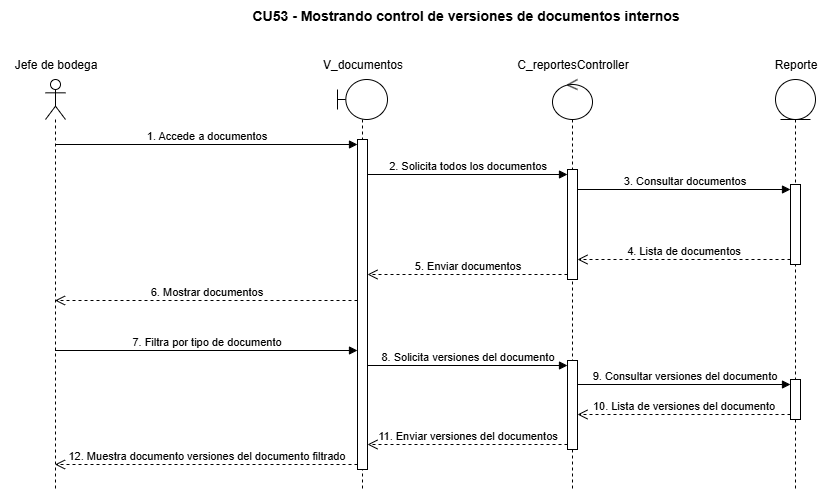 CU53 - Mostrando control de versiones de documentos internos
Jefe de bodega
V_documentos
C_reportesController
Reporte
1. Accede a documentos
2. Solicita todos los documentos
3. Consultar documentos
4. Lista de documentos
5. Enviar documentos
6. Mostrar documentos
7. Filtra por tipo de documento
8. Solicita versiones del documento
9. Consultar versiones del documento
10. Lista de versiones del documento
11. Enviar versiones del documentos
12. Muestra documento versiones del documento filtrado